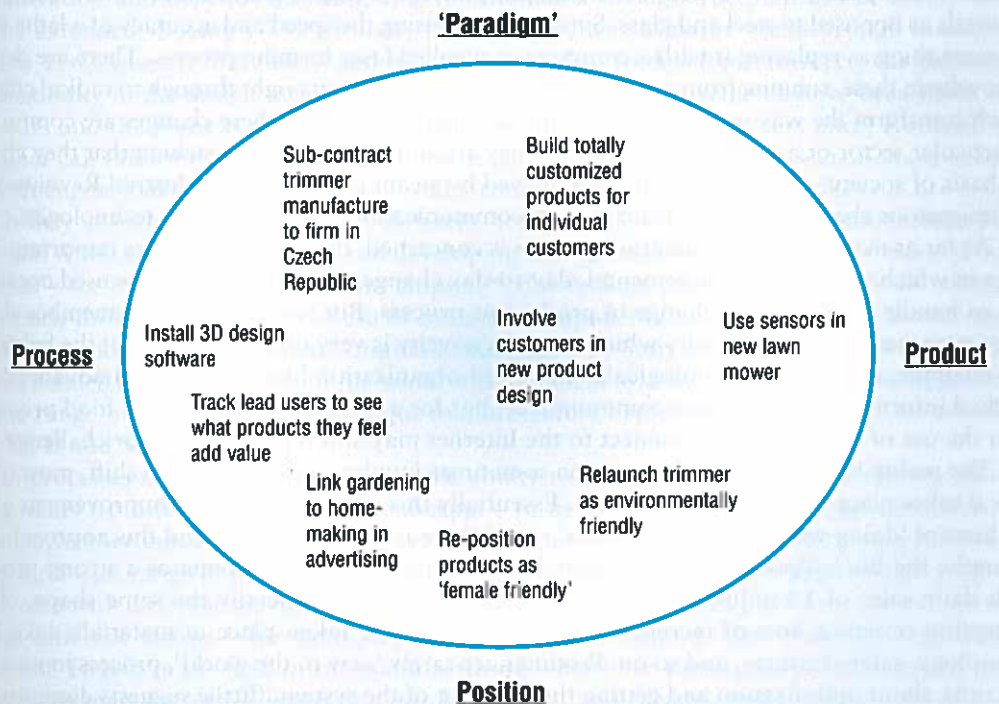 'Paradigm'
Sub-contract
trimmer
manufacture
to firm in
Czech
Republic
Build totally
customized
products for
individual
customers
Process
Install 3D design
software
Involve
customers in
new product
design
Use sensors in
new lawn
mower
Product
Track lead users to see
what products they feel
add value
Link gardening
to home-
making in
advertising
Re-position
products as
'female friendly'
Relaunch trimmer
as environmentally
friendly
Position